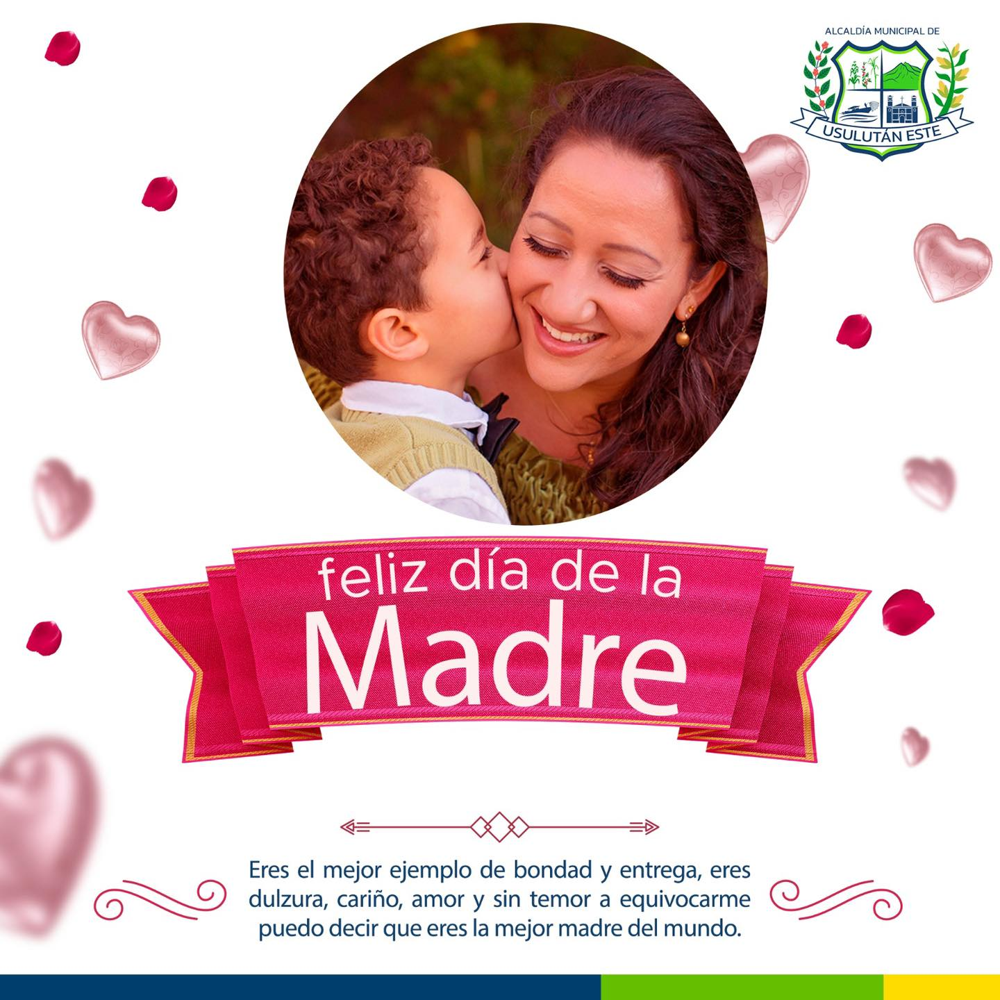 ALCALDÍA MUNICIPAL DE
USULUTÁN ESTE
feliz día de la
Madre
Eres el mejor ejemplo de bondad y entrega, eres
dulzura, cariño, amor y sin temor a equivocarme
puedo decir que eres la mejor madre del mundo.